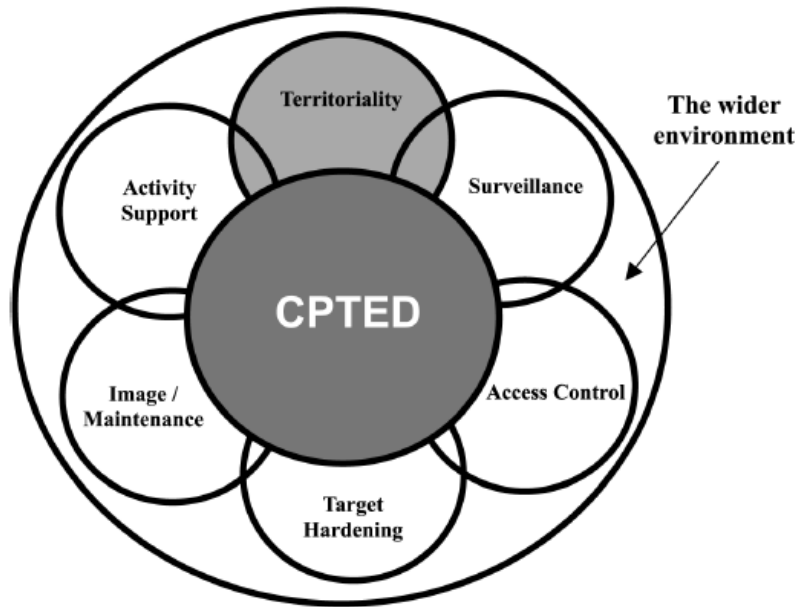 Territoriality
The wider
environment
Activity
Support
Surveillance
CPTED
Image /
Maintenance
Access Control
Target
Hardening